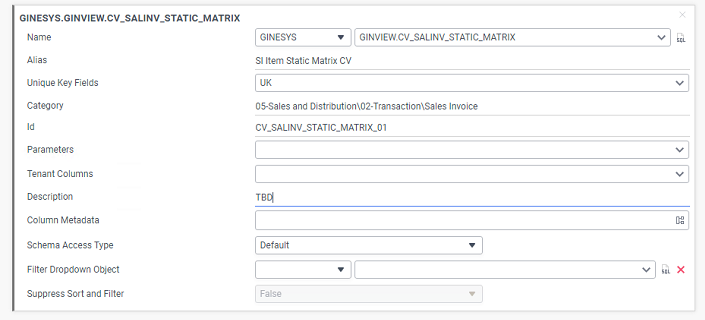 GINESYS.GINVIEW.CV_SALINV_STATIC_MATRIX
Name GINESYS GINVIEW.CV_SALINV_STATIC_MATRIX SQL
Alias SI Item Static Matrix CV
Unique Key Fields UK
Category 05-Sales and Distribution\02-Transaction\Sales Invoice
Id CV_SALINV_STATIC_MATRIX_01
Parameters
Tenant Columns
Description TBD
Column Metadata
Schema Access Type Default
Filter Dropdown Object SQL
Suppress Sort and Filter False